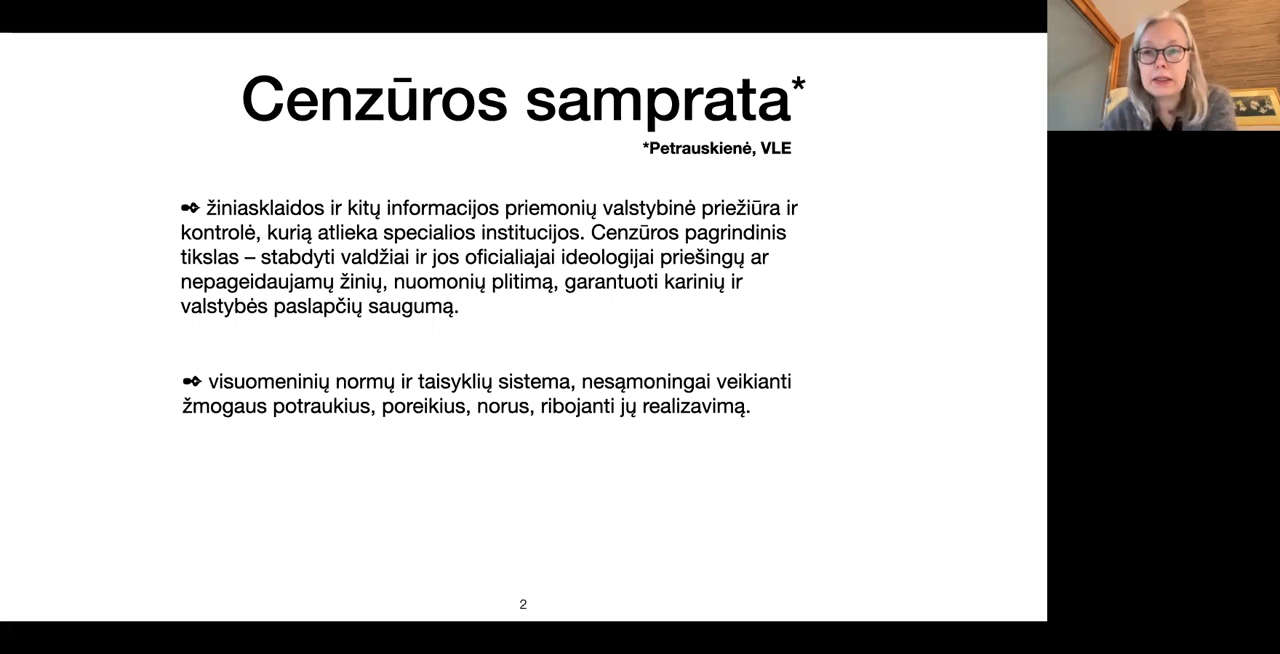 Cenzūros samprata*
*Petrauskienė, VLE
➻ žiniasklaidos ir kitų informacijos priemonių valstybinė priežiūra ir
kontrolė, kurią atlieka specialios institucijos. Cenzūros pagrindinis
tikslas – stabdyti valdžiai ir jos oficialiajai ideologijai priešingų ar
nepageidaujamų žinių, nuomonių plitimą, garantuoti karinių ir
valstybės paslapčių saugumą.
➻ visuomeninių normų ir taisyklių sistema, nesąmoningai veikianti
žmogaus potraukius, poreikius, norus, ribojanti jų realizavimą.
2